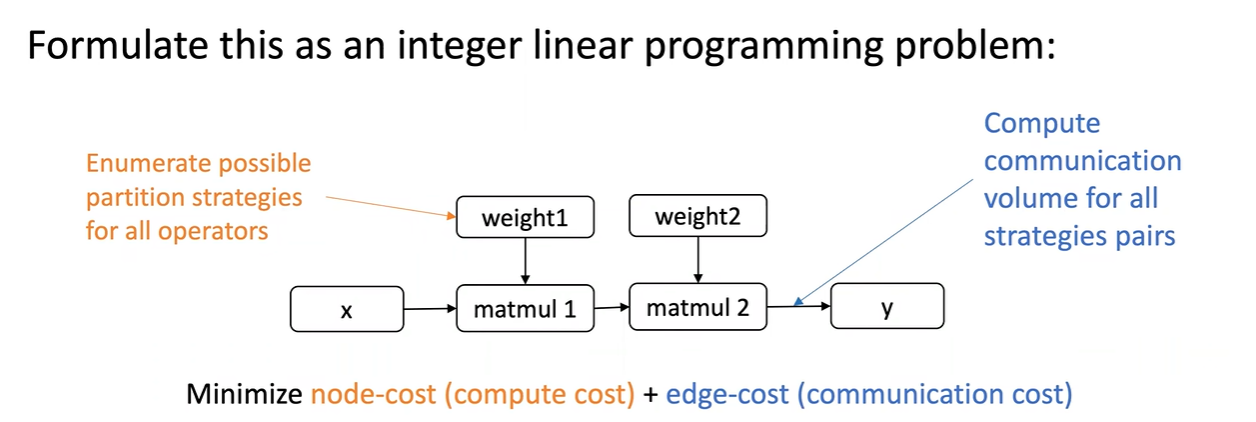 Formulate this as an integer linear programming problem:
Enumerate possible
partition strategies
for all operators
Compute
communication
volume for all
strategies pairs
weight1
weight2
x
matmul 1
matmul 2
y
Minimize node-cost (compute cost) + edge-cost (communication cost)